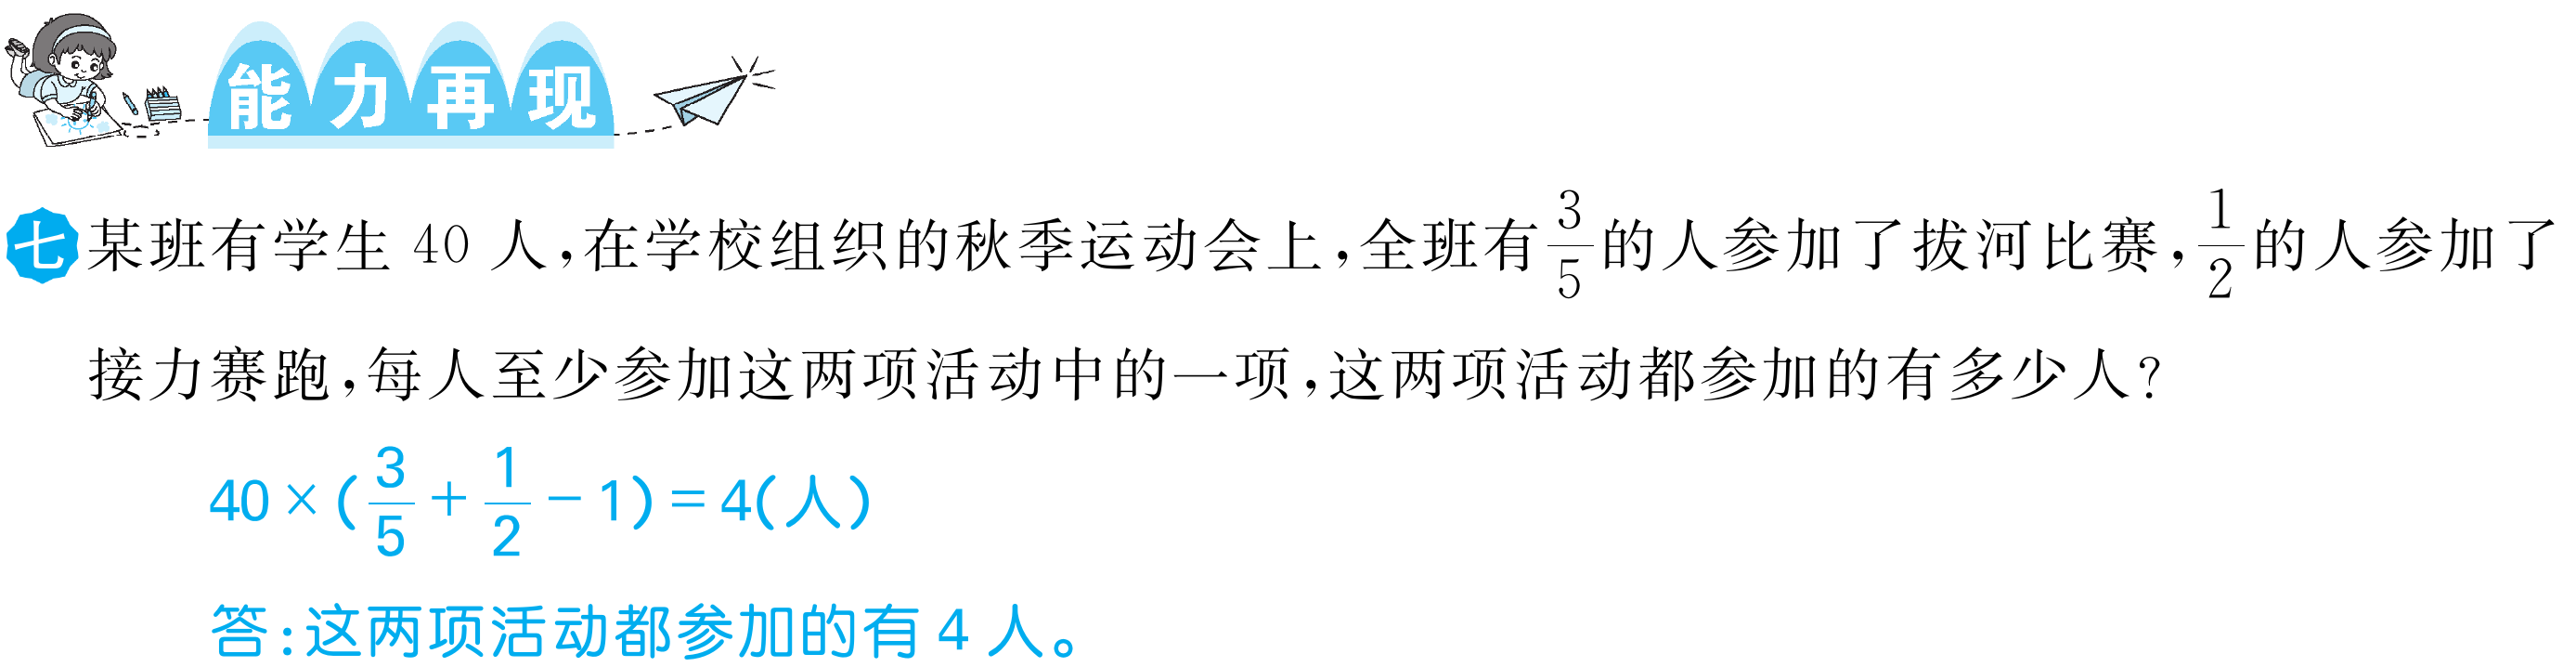 能力再现
七 某班有学生 40 人,在学校组织的秋季运动会上,全班有 3/5 的人参加了拔河比赛, 1/2 的人参加了
接力赛跑,每人至少参加这两项活动中的一项,这两项活动都参加的有多少人?
40×(3/5+1/2-1)=4(人)
答:这两项活动都参加的有 4 人。